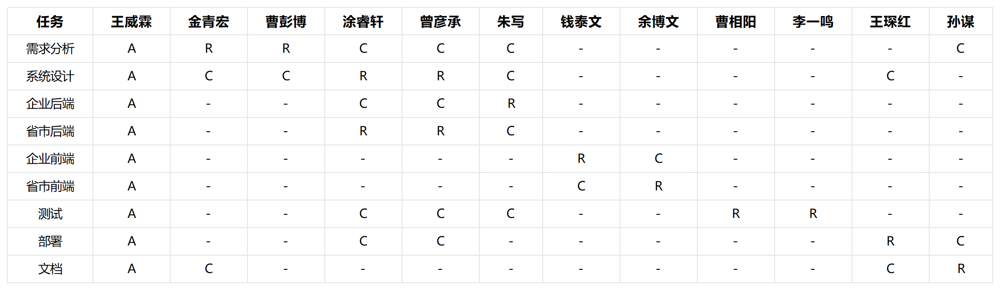 任务 王威霖 金青宏 曹彭博 涂睿轩 曾彦承 朱写 钱泰文 余博文 曹相阳 李一鸣 王琛红 孙谋
需求分析 A R R C C C - - - - - C
系统设计 A C C R R C - - - - C -
企业后端 A - - C C R - - - - - -
省市后端 A - - R R C - - - - - -
企业前端 A - - - - - R C - - - -
省市前端 A - - - - - C R - - - -
测试 A - - C C C - - R R - -
部署 A - - C C - - - - - R C
文档 A C - - - - - - - - C R